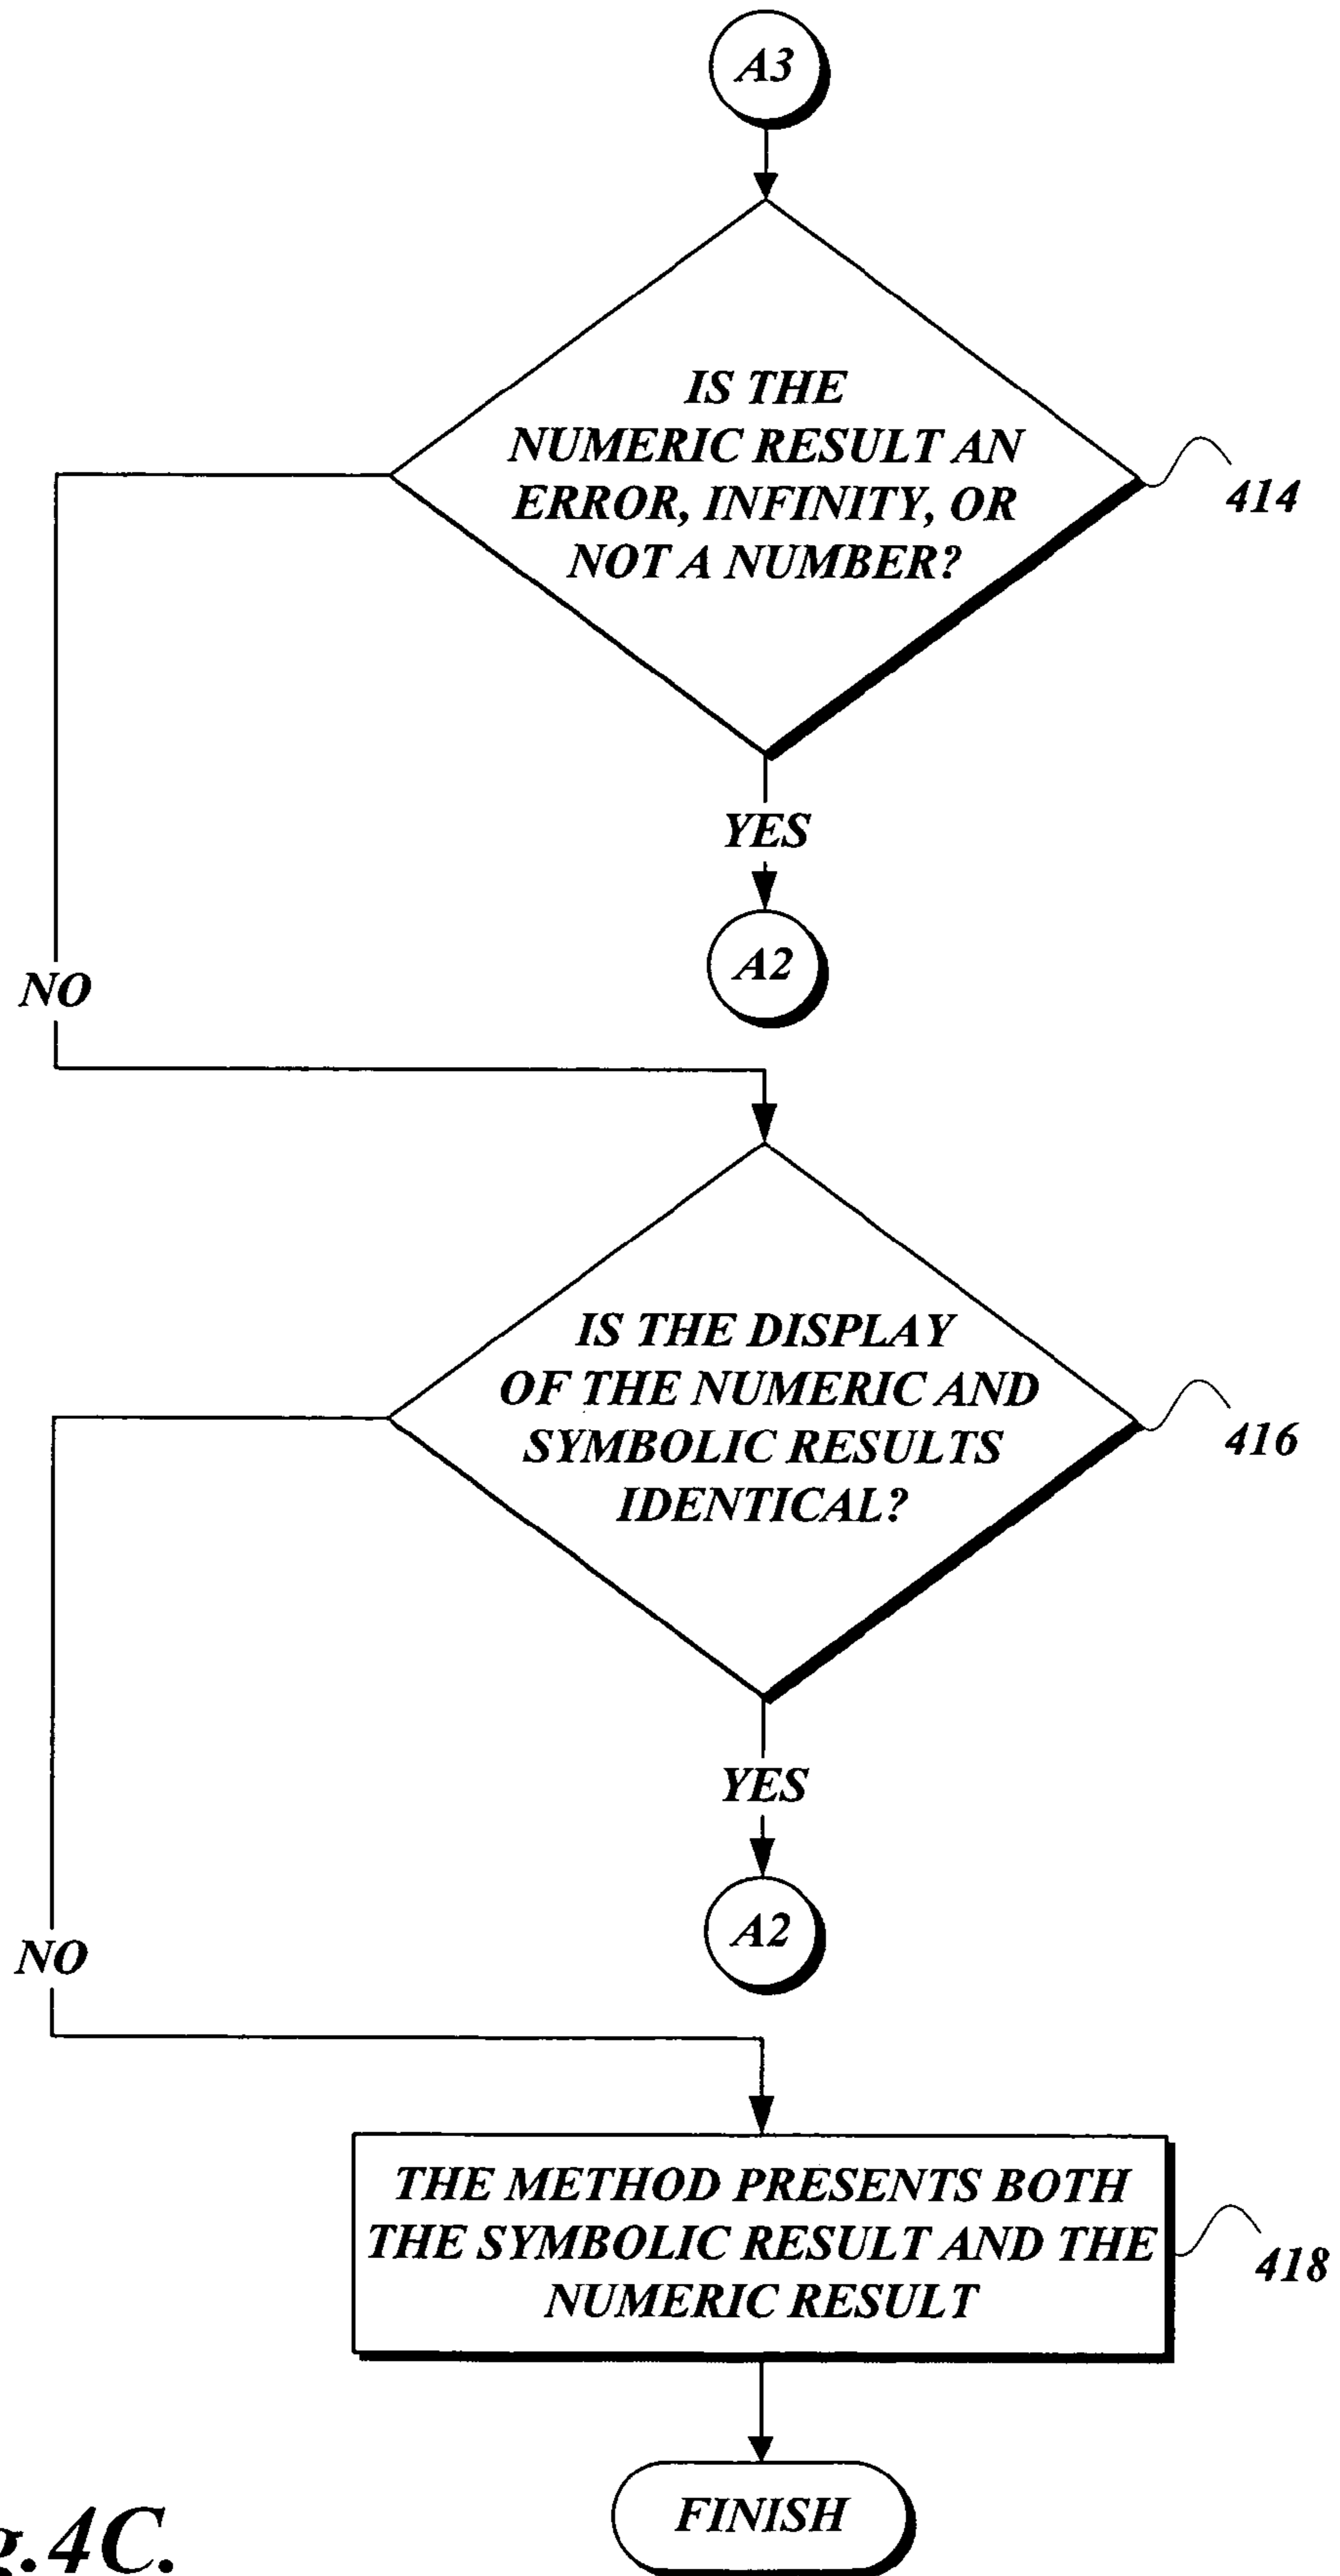 A3
IS THE
NUMERIC RESULT AN
ERROR, INFINITY, OR
NOT A NUMBER?
414
YES
A2
NO
IS THE DISPLAY
OF THE NUMERIC AND
SYMBOLIC RESULTS
IDENTICAL?
416
YES
A2
NO
THE METHOD PRESENTS BOTH
THE SYMBOLIC RESULT AND THE
NUMERIC RESULT
418
FINISH
g.4C.